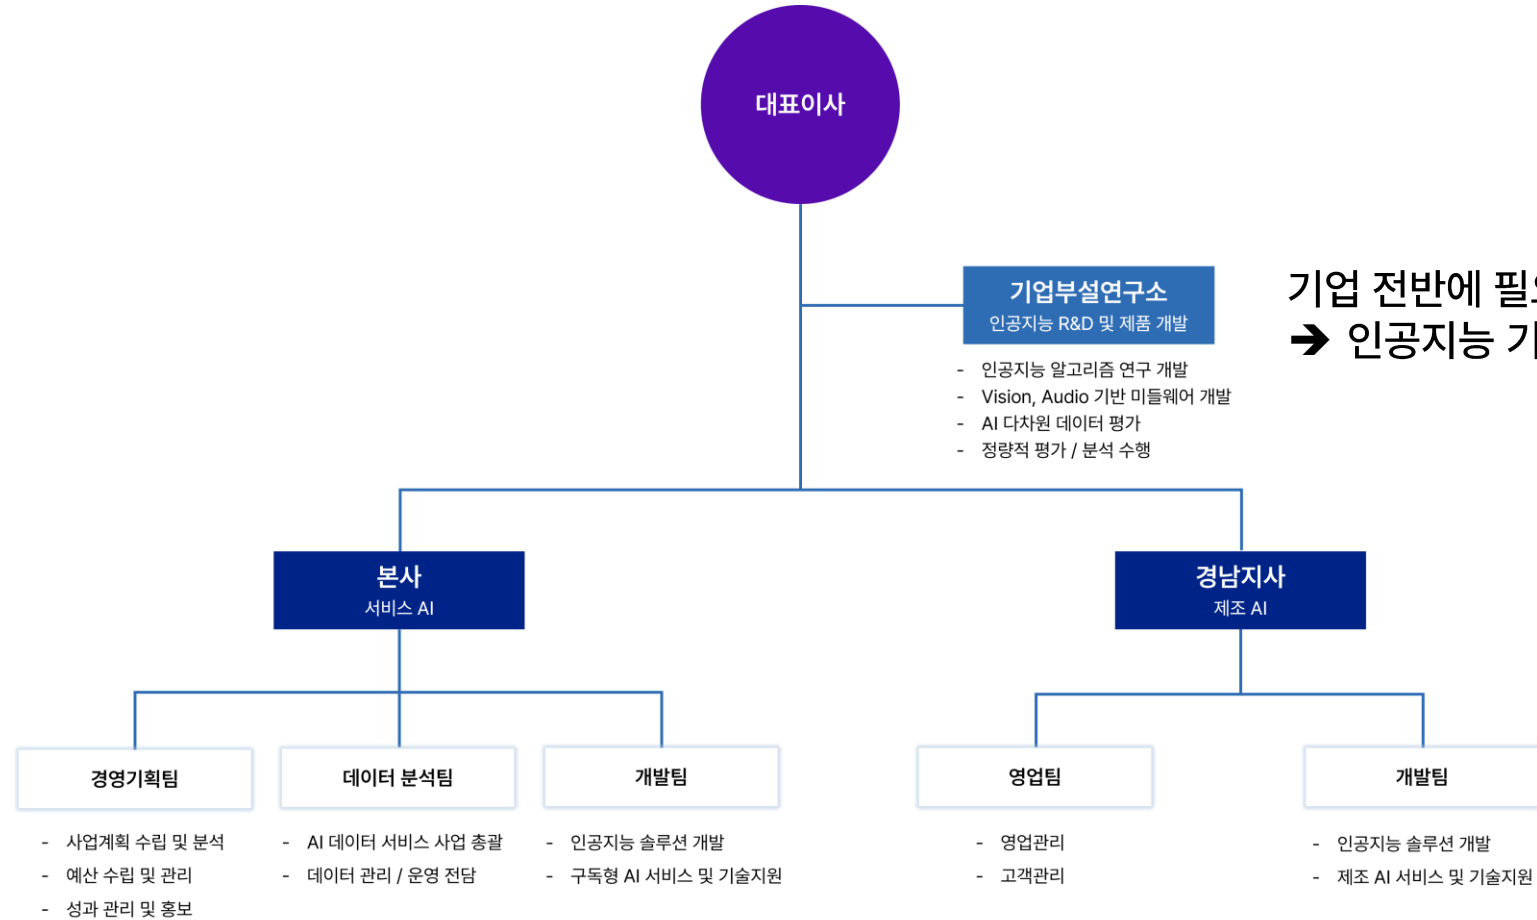 대표이사
기업부설연구소
인공지능 R&D 및 제품 개발
- 인공지능 알고리즘 연구 개발
- Vision, Audio 기반 미들웨어 개발
- AI 다차원 데이터 평가
- 정량적 평가 / 분석 수행
기업 전반에
➔ 인공지능
본사
서비스 AI
경남지사
제조 AI
경영기획팀
- 사업계획 수립 및 분석
- 예산 수립 및 관리
- 성과 관리 및 홍보
데이터 분석팀
- AI 데이터 서비스 사업 총괄
- 데이터 관리 / 운영 전담
개발팀
- 인공지능 솔루션 개발
- 구독형 AI 서비스 및 기술지원
영업팀
- 영업관리
- 고객관리
개발팀
- 인공지능 솔루션 개발
- 제조 AI 서비스 및 기술지원